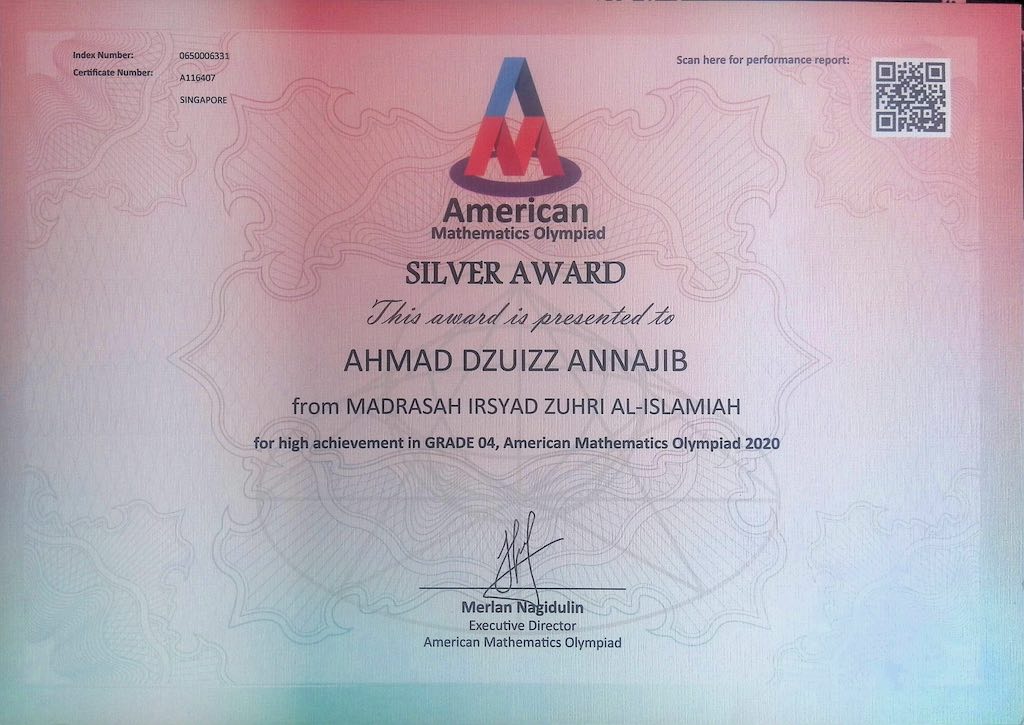 Index Number: 0650006331
Certificate Number: A116407
SINGAPORE
Scan here for performance report:
American
Mathematics Olympiad
SILVER AWARD
This award is presented to
AHMAD DZUIZZ ANNAJIB
from MADRASAH IRSYAD ZUHRI AL-ISLAMIAH
for high achievement in GRADE 04, American Mathematics Olympiad 2020
Merlan Nagidulin
Executive Director
American Mathematics Olympiad